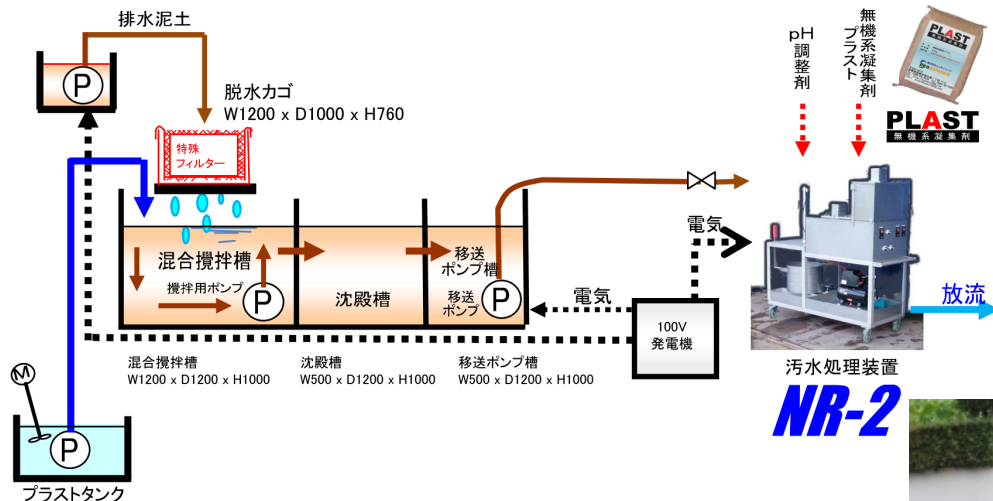 排水泥土
P
脱水カゴ
W1200 x D1000 x H760
特殊
フィルター
pH調整剤
無機系凝集剤
プラスト
PLAST
PLAST
無機系凝集剤
混合攪拌槽
攪拌用ポンプ
P
沈殿槽
移送
ポンプ槽
移送
ポンプ
P
電気
電気
100V
発電機
放流
混合攪拌槽
W1200 x D1200 x H1000
沈殿槽
W500 x D1200 x H1000
移送ポンプ槽
W500 x D1200 x H1000
汚水処理装置
NR-2
M
P
プラストタンク